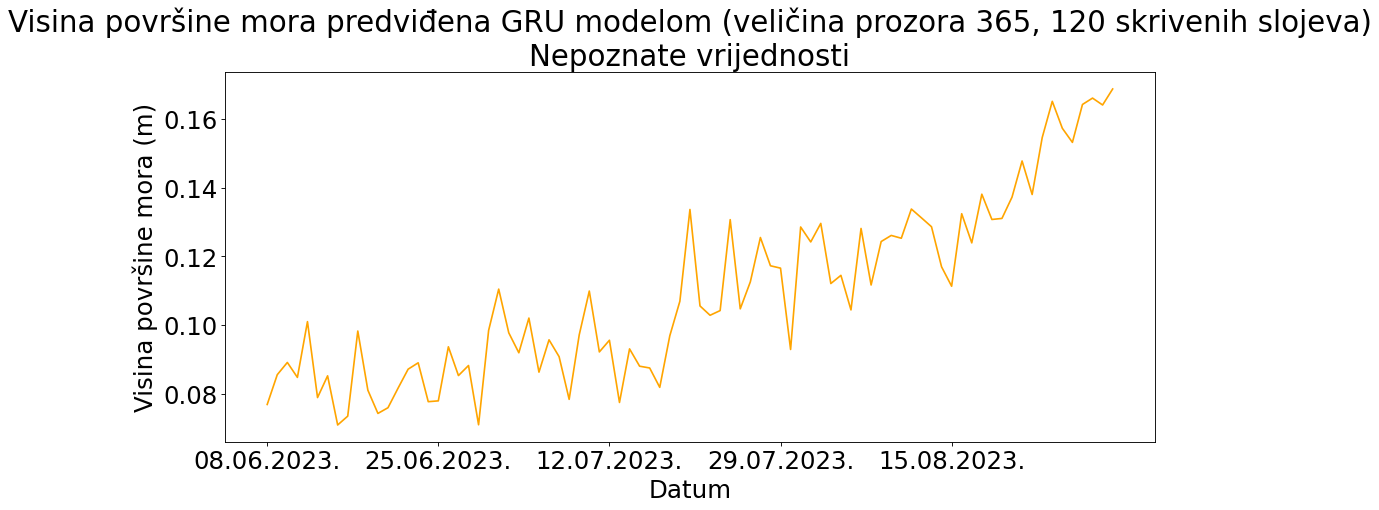 Visina površine mora predviđena GRU modelom (veličina prozora 365, 120 skrivenih slojeva)
Nepoznate vrijednosti
Visina površine mora (m)
0.16
0.14
0.12
0.10
0.08
08.06.2023. 25.06.2023. 12.07.2023. 29.07.2023. 15.08.2023.
Datum